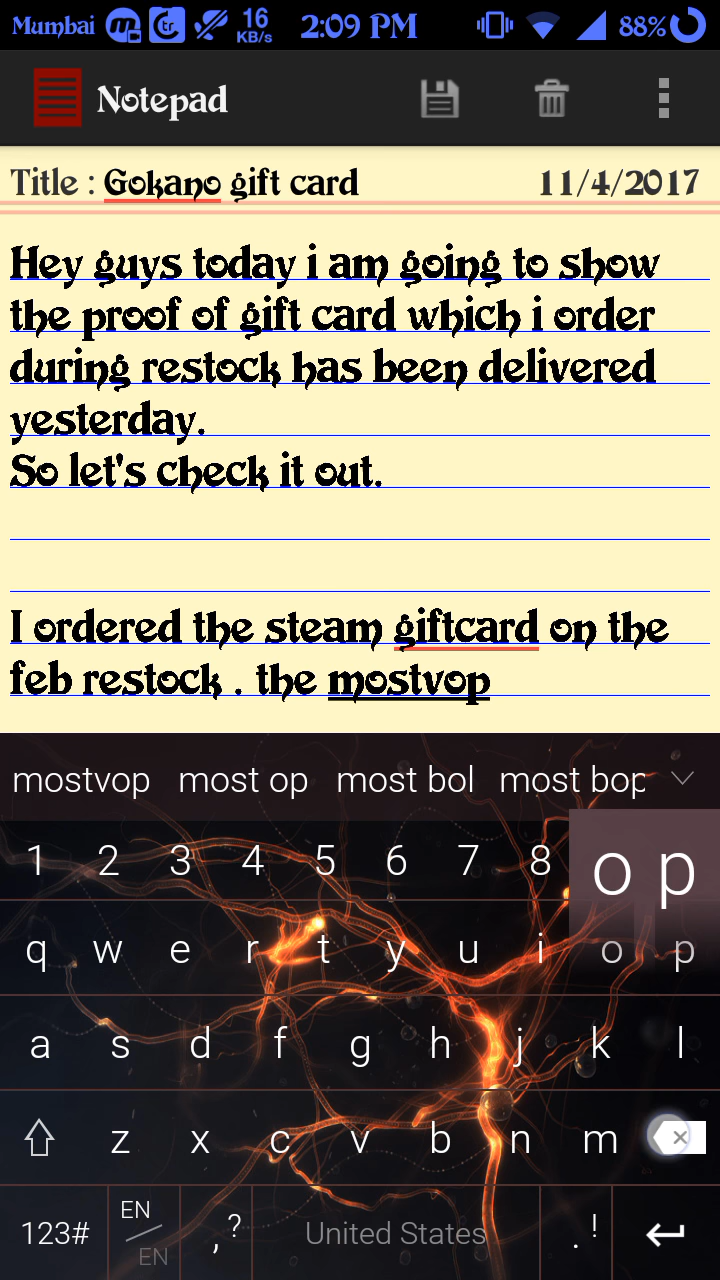 Mumbai 16 KB/s 2:09 PM 88%
Notepad
Title : Gokano gift card 11/4/2017
Hey guys today i am going to show
the proof of gift card which i order
during restock has been delivered
yesterday.
So let's check it out.
I ordered the steam giftcard on the
feb restock . the mostvop
mostvop most op most bol most bop
1 2 3 4 5 6 7 8 o p
q w e r t y u i o p
a s d f g h j k l
z x c v b n m
123# EN EN , ? United States . !